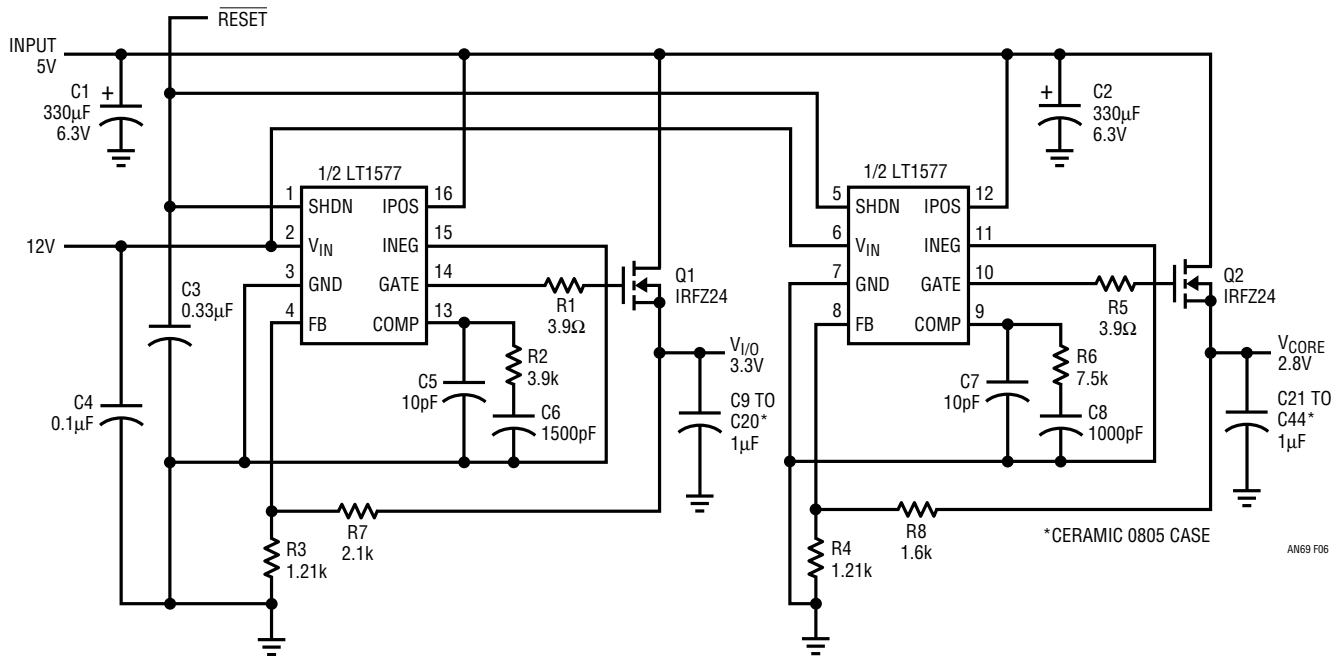 RESET
INPUT
5V
C1
+
330µF
6.3V
C2
+
330µF
6.3V
1/2 LT1577
1
SHDN
IPOS
16
12V
2
VIN
INEG
15
3
GND
GATE
14
4
FB
COMP
13
C3
0.33µF
C4
0.1µF
R1
3.9Ω
Q1
IRFZ24
R2
3.9k
C5
10pF
C6
1500pF
VI/O
3.3V
C9 TO
C20*
1µF
R7
2.1k
R3
1.21k
1/2 LT1577
5
SHDN
IPOS
12
6
VIN
INEG
11
7
GND
GATE
10
8
FB
COMP
9
R5
3.9Ω
Q2
IRFZ24
R6
7.5k
C7
10pF
C8
1000pF
VCORE
2.8V
C21 TO
C44*
1µF
R8
1.6k
R4
1.21k
*CERAMIC 0805 CASE
AN69 F06